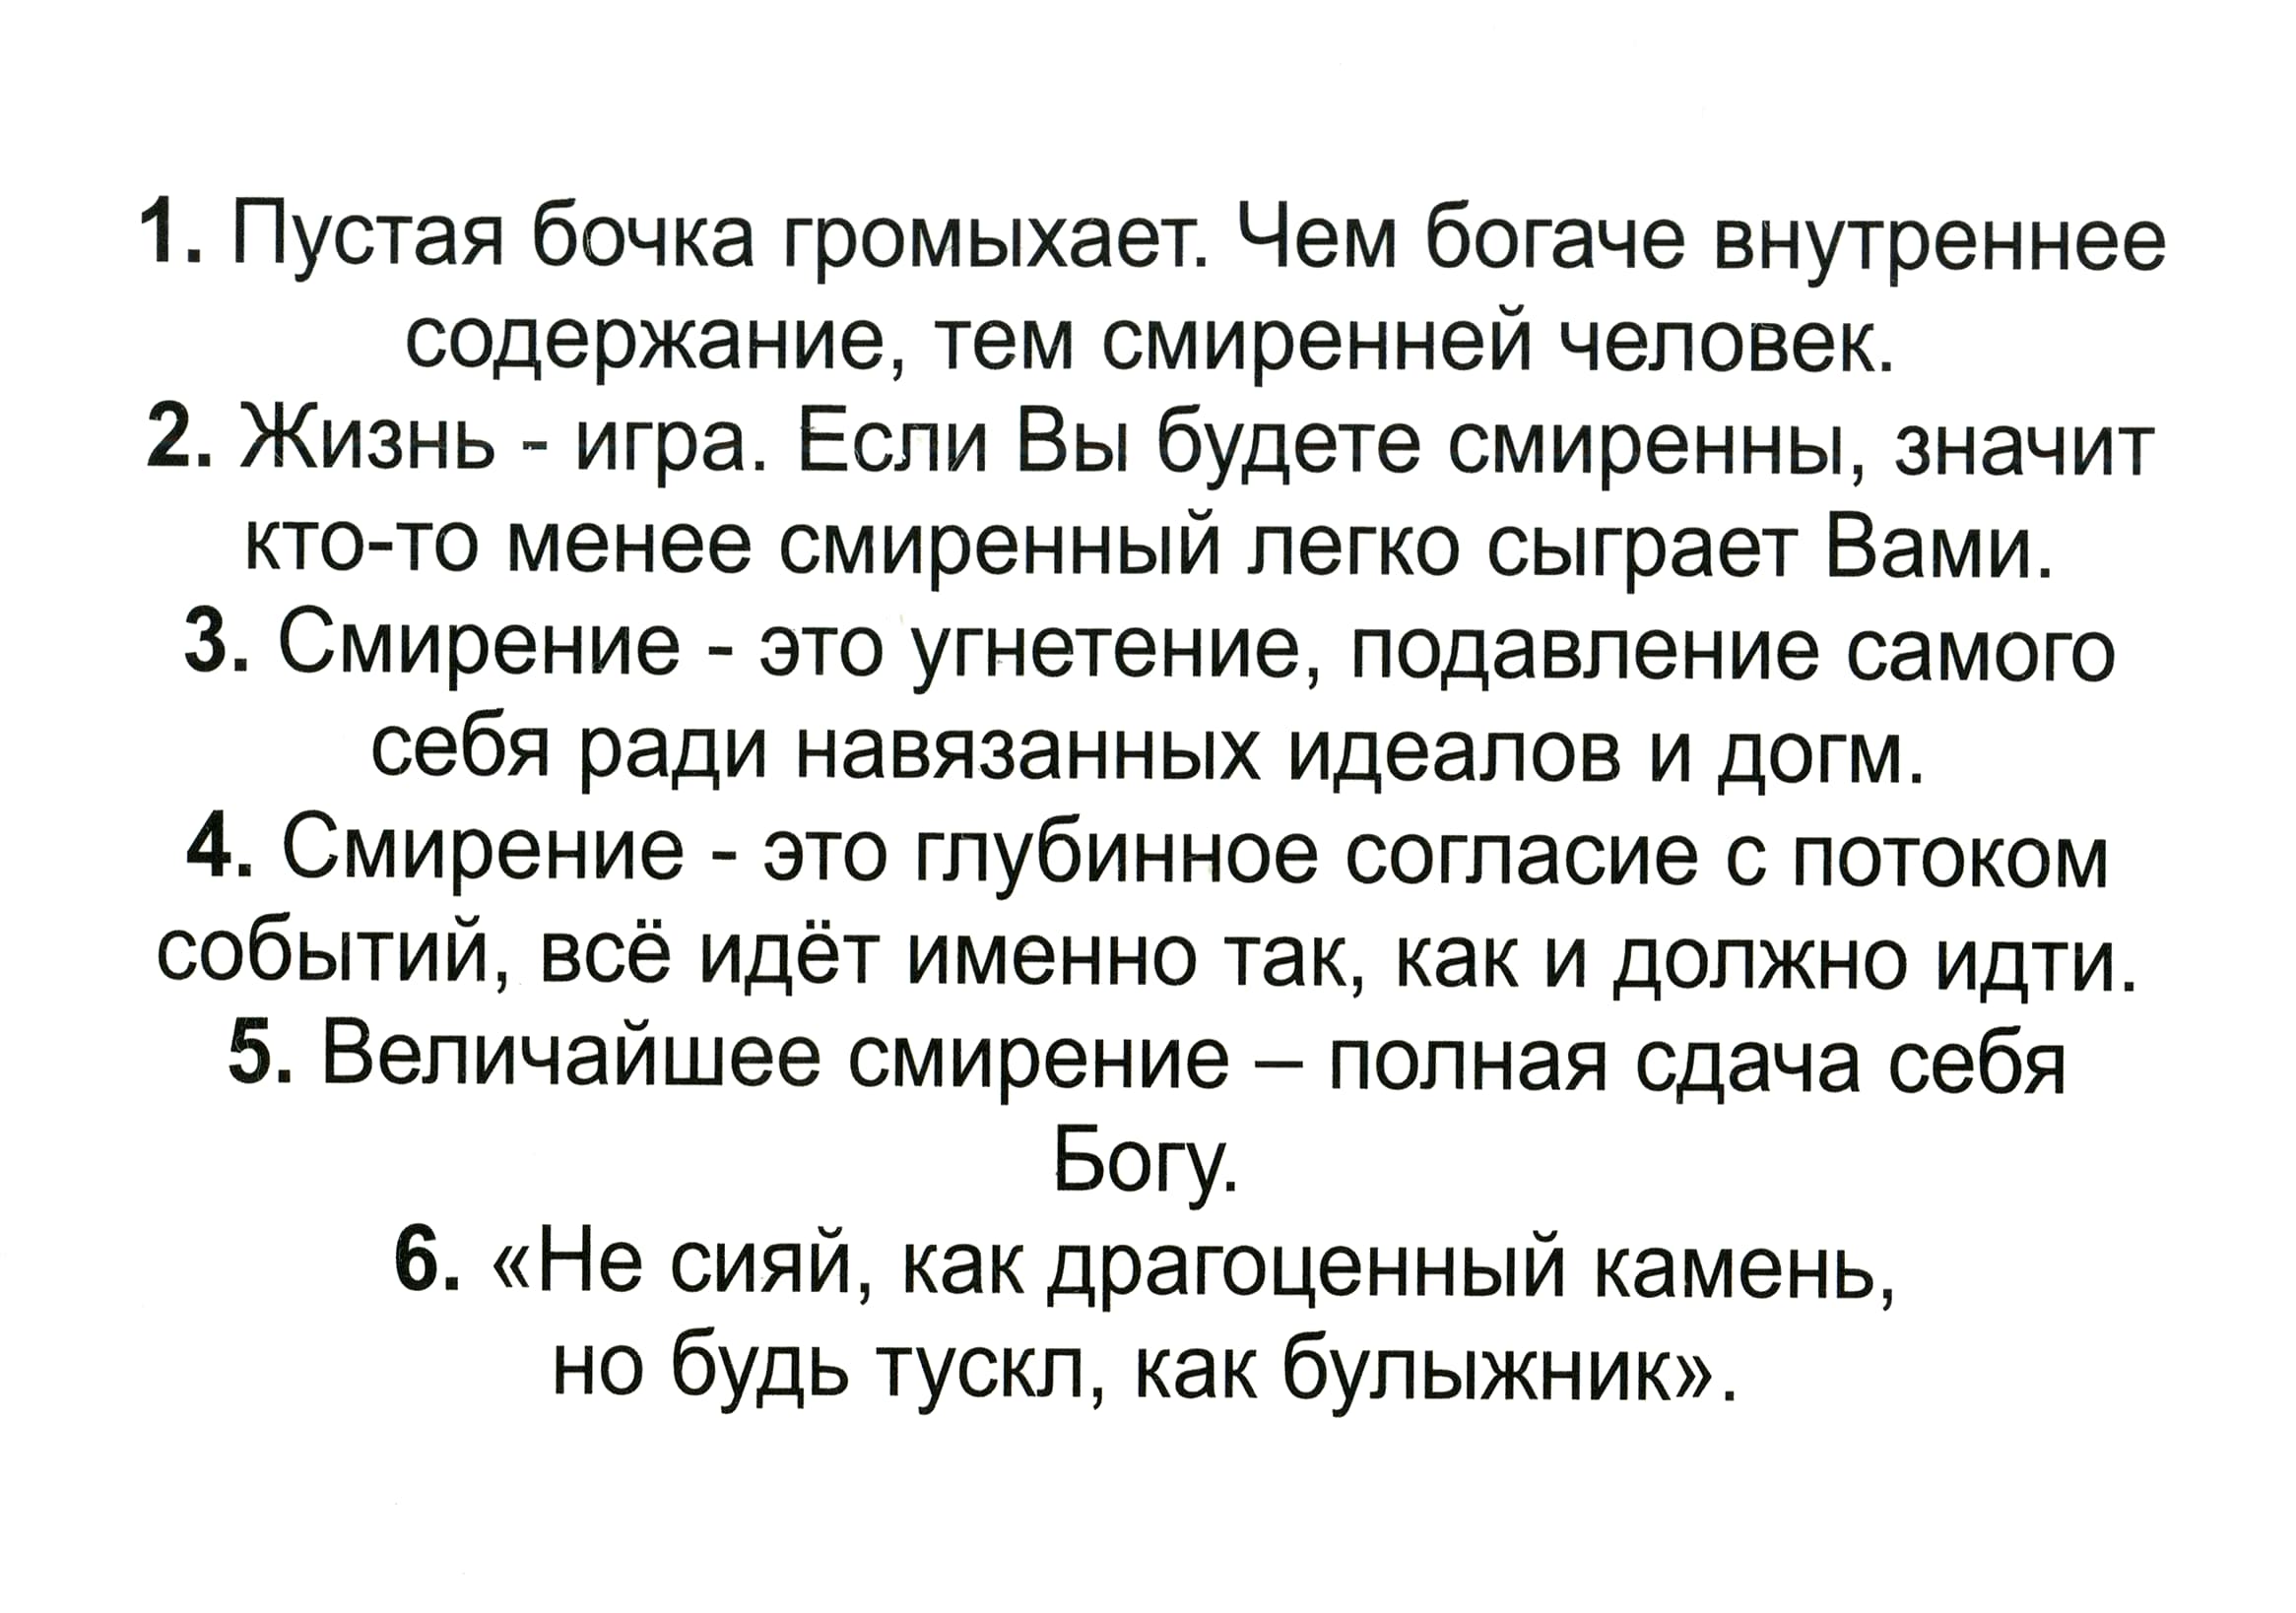 1. Пустая бочка громыхает. Чем богаче внутреннее
содержание, тем смиренней человек.
2. Жизнь - игра. Если Вы будете смиренны, значит
кто-то менее смиренный легко сыграет Вами.
3. Смирение - это угнетение, подавление самого
себя ради навязанных идеалов и догм.
4. Смирение - это глубинное согласие с потоком
событий, всё идёт именно так, как и должно идти.
5. Величайшее смирение – полная сдача себя
Богу.
6. «Не сияй, как драгоценный камень,
но будь тускл, как булыжник».